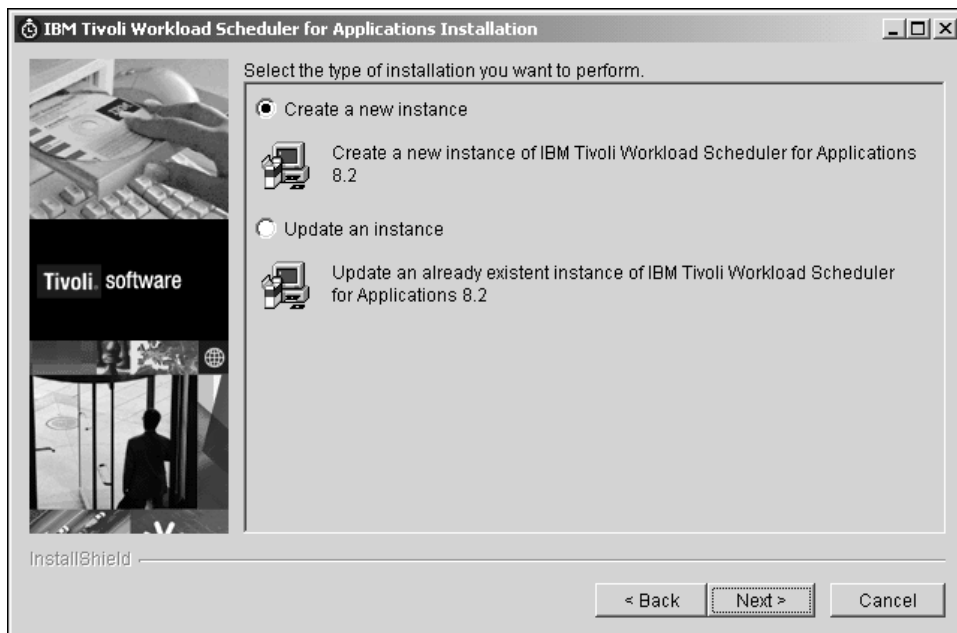 IBM Tivoli Workload Scheduler for Applications Installation
Select the type of installation you want to perform.
Create a new instance
Create a new instance of IBM Tivoli Workload Scheduler for Applications
8.2
Update an instance
Update an already existent instance of IBM Tivoli Workload Scheduler
for Applications 8.2
Tivoli. software
InstallShield
< Back
Next >
Cancel